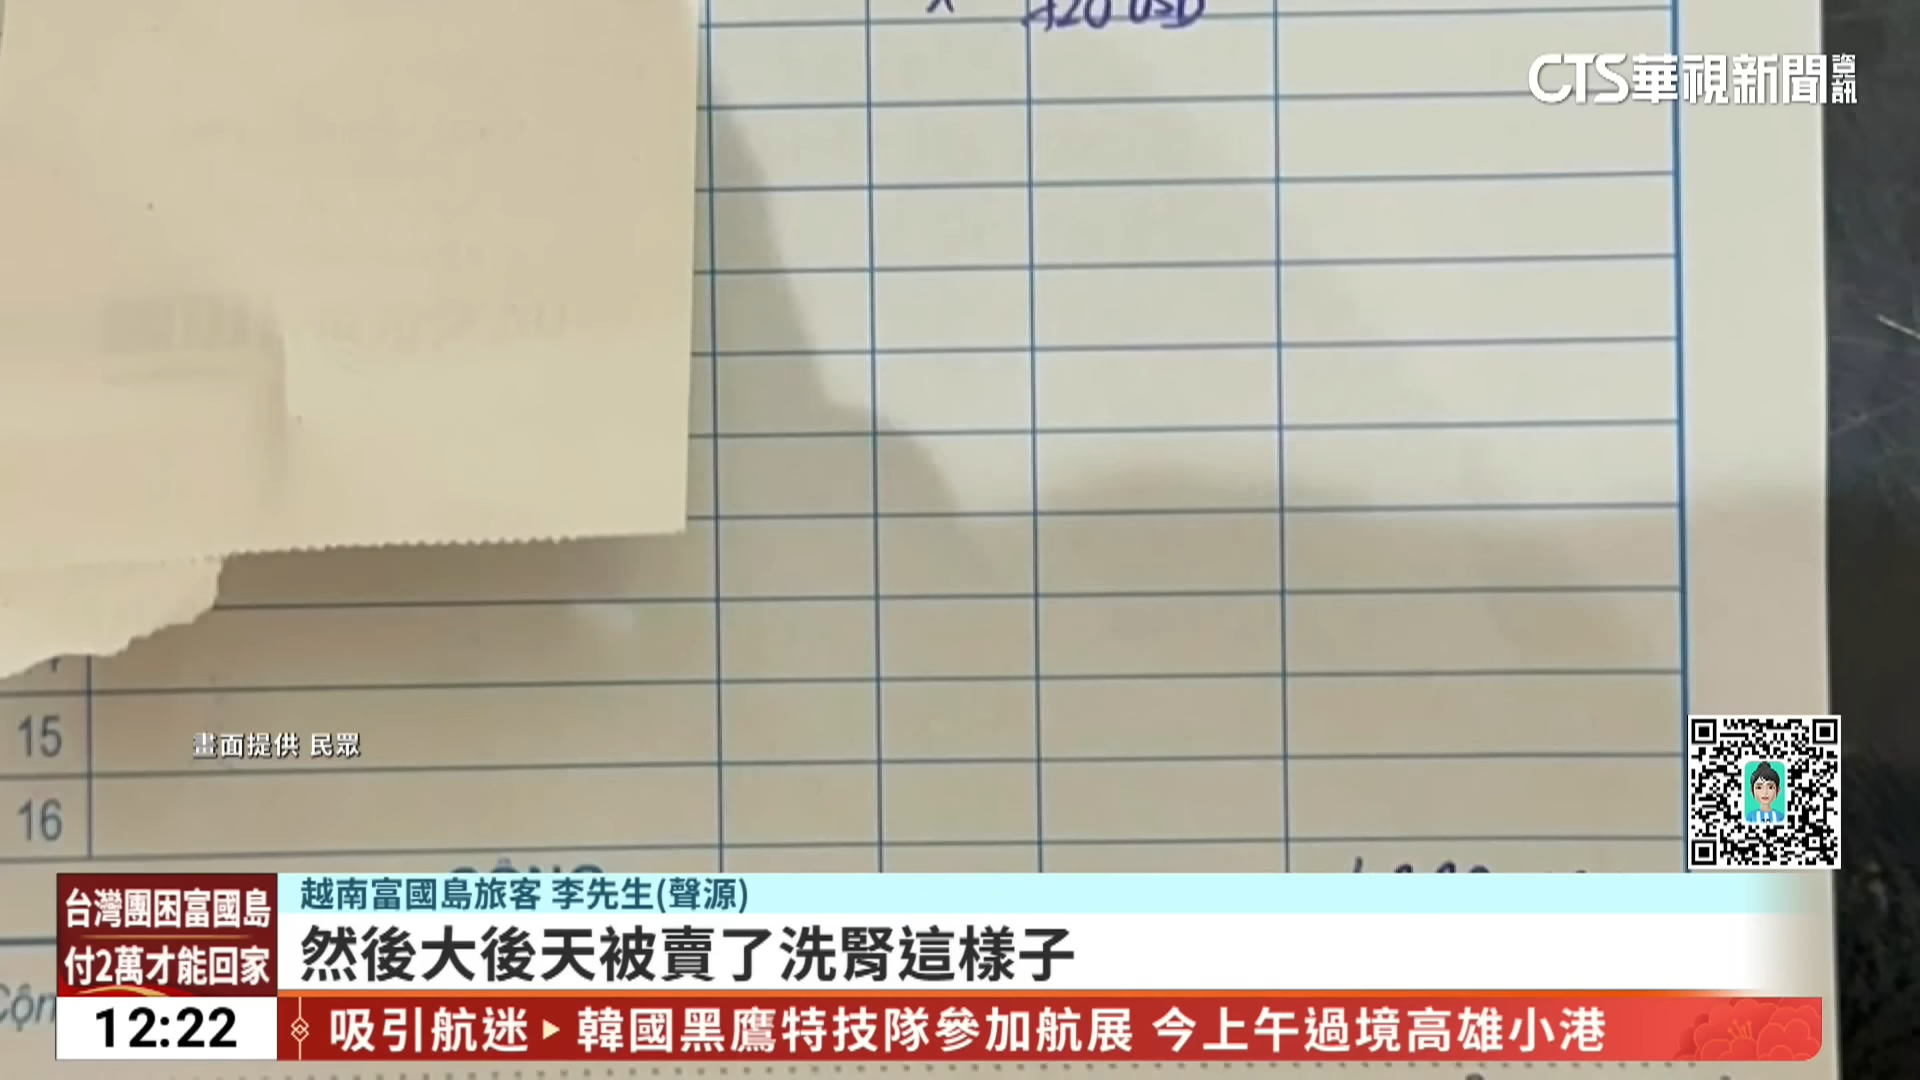 420 USD
CTS華視新聞資訊
15
畫面提供 民眾
16
CỘNG
台灣團困富國島
付2萬才能回家
越南富國島旅客 李先生(聲源)
然後大後天被賣了洗腎這樣子
Cộn
12:22
吸引航迷▶韓國黑鷹特技隊參加航展 今上午過境高雄小港